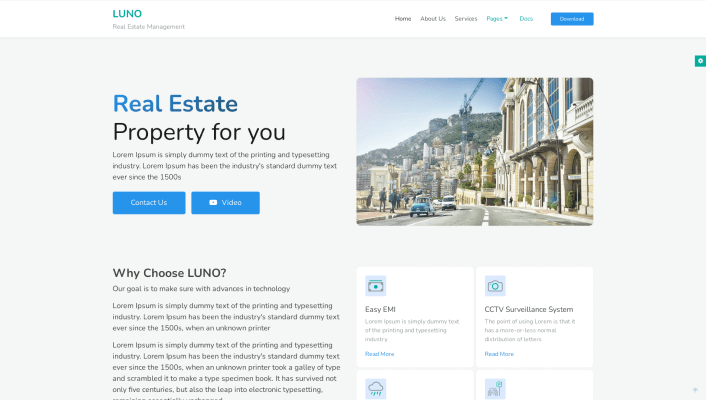 LUNO
Real Estate Management
Home About Us Services Pages Docs Download
Real Estate
Property for you
Lorem Ipsum is simply dummy text of the printing and typesetting
industry. Lorem Ipsum has been the industry's standard dummy text
ever since the 1500s
Contact Us Video
Why Choose LUNO?
Our goal is to make sure with advances in technology
Lorem Ipsum is simply dummy text of the printing and typesetting
industry. Lorem Ipsum has been the industry's standard dummy text
ever since the 1500s, when an unknown printer
Lorem Ipsum is simply dummy text of the printing and typesetting
industry. Lorem Ipsum has been the industry's standard dummy text
ever since the 1500s, when an unknown printer took a galley of type
and scrambled it to make a type specimen book. It has survived not
only five centuries, but also the leap into electronic typesetting,
remaining essentially unchanged
Easy EMI
Lorem Ipsum is simply dummy text
of the printing and typesetting
industry
Read More
CCTV Surveillance System
The point of using Lorem is that it
has a more-or-less normal
distribution of letters
Read More